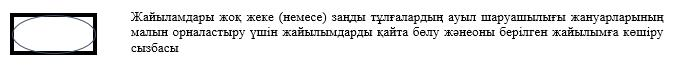 Жайыламдары жоқ жеке (немесе) заңды тұлғалардың ауыл шаруашылығы жануарларының
малын орналастыру үшін жайылымдарды қайта бөлу жәнеоны берілген жайылымға көшіру
сызбасы